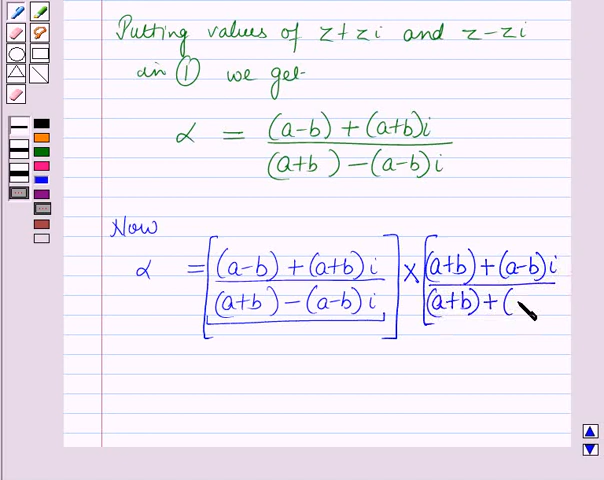 Putting values of z+zi and z-zi
in ① we get-
α = (a-b) + (a+b)i / (a+b) - (a-b)i
Now
α = [(a-b) + (a+b)i / (a+b) - (a-b)i] × [(a+b) + (a-b)i / (a+b) + (